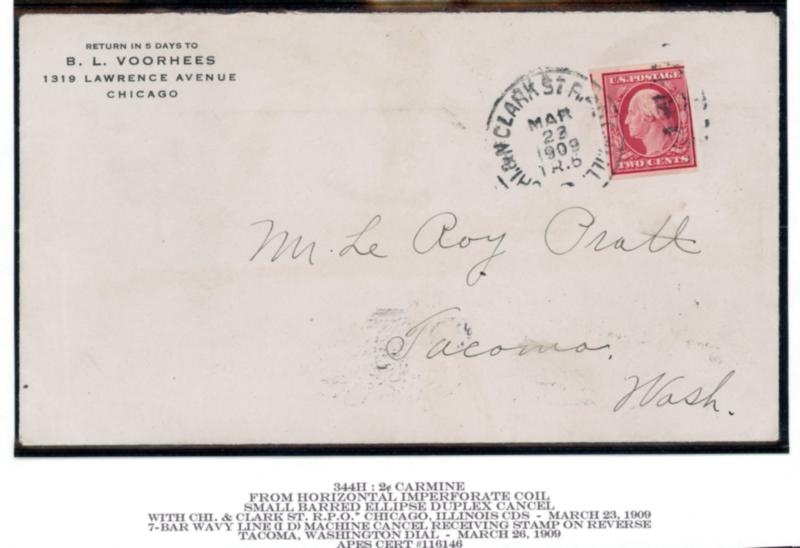 RETURN IN 5 DAYS TO
B. L. VOORHEES
1319 LAWRENCE AVENUE
CHICAGO
N CLARK ST R.
ILL.
MAR
23
1909
TR.
U.S. POSTAGE
TWO CENTS
Mr. Le Roy Pratt
Tacoma,
Wash.
344H : 2¢ CARMINE
FROM HORIZONTAL IMPERFORATE COIL
SMALL BARRED ELLIPSE DUPLEX CANCEL
WITH CHI. & CLARK ST. R.P.O." CHICAGO, ILLINOIS CDS - MARCH 23, 1909
7-BAR WAVY LINE (I D) MACHINE CANCEL RECEIVING STAMP ON REVERSE
TACOMA, WASHINGTON DIAL - MARCH 26, 1909
APES CERT #116146